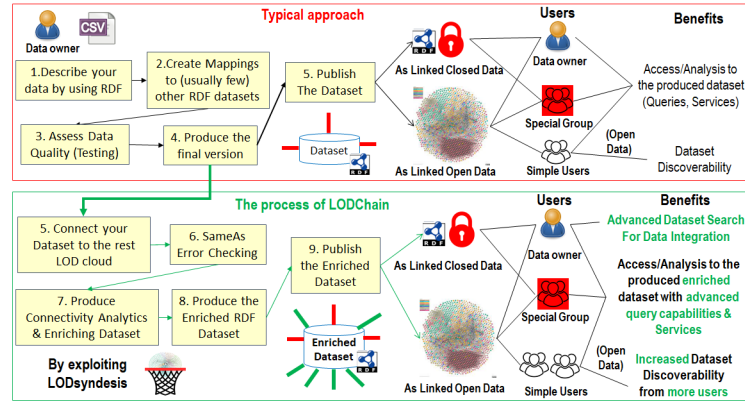 Typical approach
CSV
Data owner
1.Describe your
data by using RDF
2.Create Mappings
to (usually few)
other RDF datasets
3. Assess Data
Quality (Testing)
4. Produce the
final version
5. Publish
The Dataset
Dataset
RDF
RDF
As Linked Closed Data
As Linked Open Data
Users
Data owner
Special Group
Simple Users
(Open
Data)
Benefits
Access/Analysis to
the produced dataset
(Queries, Services)
Dataset
Discoverability
The process of LODChain
5. Connect your
Dataset to the rest
LOD cloud
6. SameAs
Error Checking
7. Produce
Connectivity Analytics
& Enriching Dataset
8. Produce the
Enriched RDF
Dataset
9. Publish
the Enriched
Dataset
By exploiting
LODsyndesis
Enriched
Dataset
RDF
RDF
As Linked Closed Data
As Linked Open Data
Users
Data owner
Special Group
Simple Users
(Open
Data)
Benefits
Advanced Dataset Search
For Data Integration
Access/Analysis to the
produced enriched
dataset with advanced
query capabilities &
Services
Increased Dataset
Discoverability
from more users